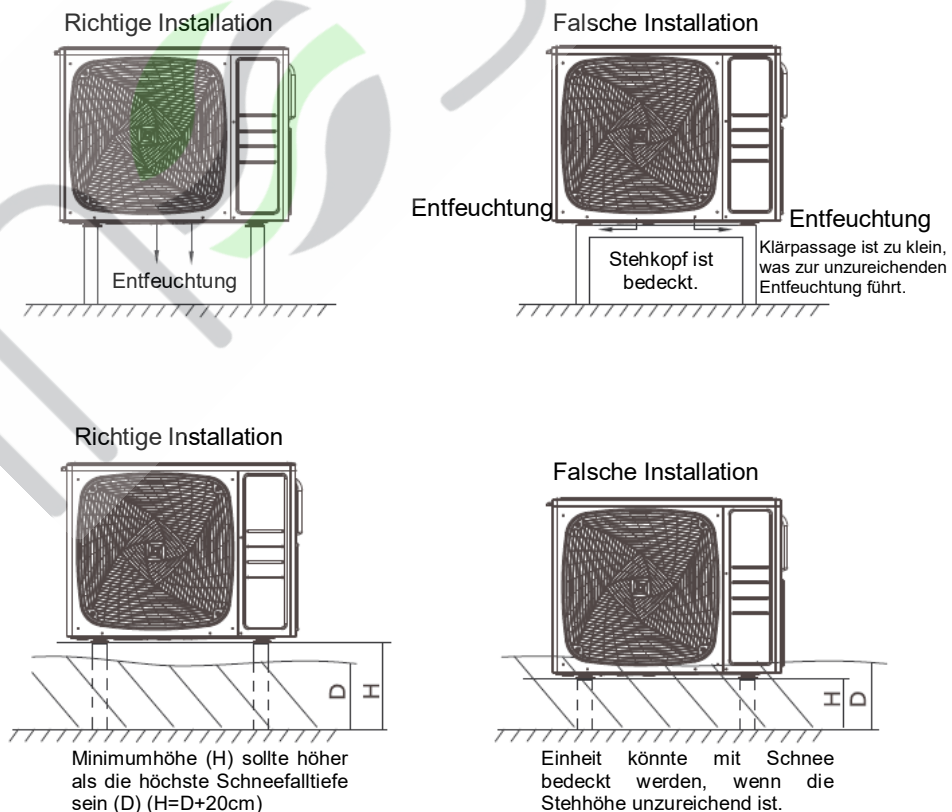 Richtige Installation
Falsche Installation
Entfeuchtung
Entfeuchtung
Entfeuchtung
Stehkopf ist
bedeckt.
Klärpassage ist zu klein,
was zur unzureichenden
Entfeuchtung führt.
Richtige Installation
Falsche Installation
D
H
H
D
Minimumhöhe (H) sollte höher
als die höchste Schneefalltiefe
sein (D) (H=D+20cm)
Einheit könnte mit Schnee
bedeckt werden, wenn die
Stehhöhe unzureichend ist.